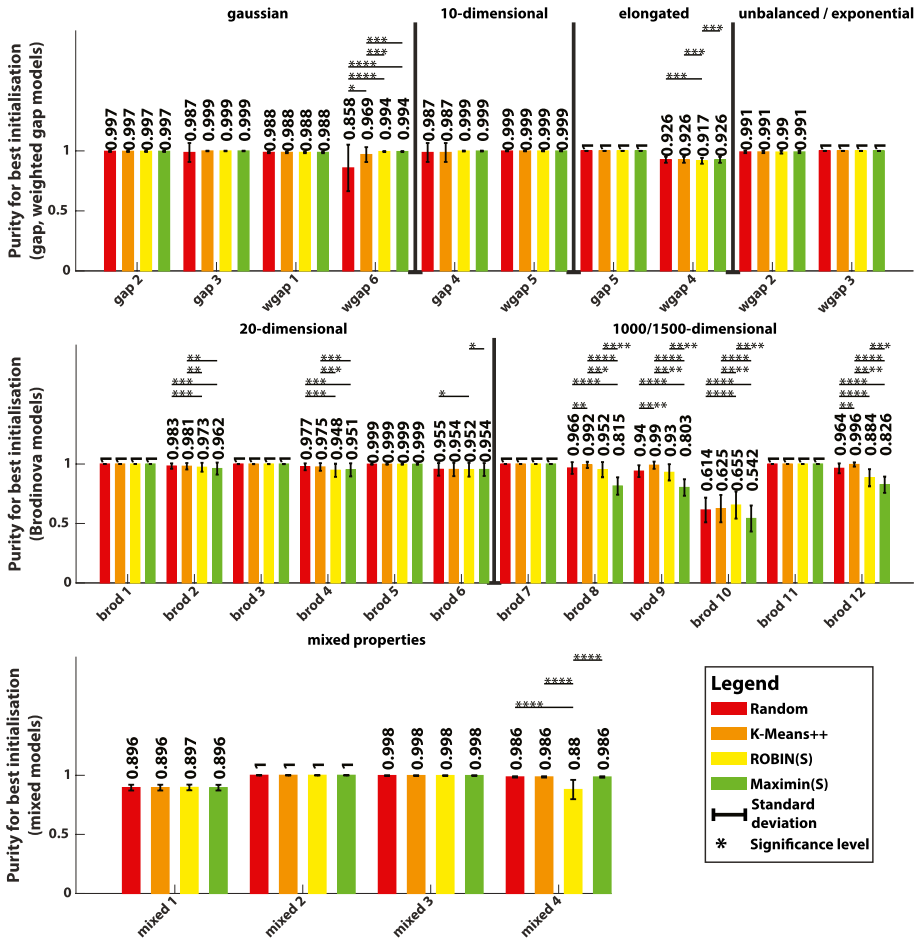 gaussian
10-dimensional
elongated
unbalanced / exponential
Purity for best initialisation
(gap, weighted gap models)
1
0.5
0
*
****
****
***
***
***
***
***
0.997 0.997 0.997 0.997
0.987 0.999 0.999 0.999
0.988 0.988 0.988 0.988
0.858 0.969 0.994 0.994
0.987 0.987 0.999 0.999
0.999 0.999 0.999 0.999
1 1 1 1
0.926 0.926 0.917 0.926
0.991 0.991 0.99 0.991
1 1 1 1
gap 2
gap 3
wgap 1
wgap 6
gap 4
wgap 5
gap 5
wgap 4
wgap 2
wgap 3
20-dimensional
1000/1500-dimensional
Purity for best initialisation
(Brodinova models)
1
0.5
0
1 1 1 1
0.983 0.981 0.973 0.962
1 1 1 1
0.977 0.975 0.948 0.951
0.999 0.999 0.999 0.999
0.955 0.954 0.952 0.954
1 1 1 1
0.966 0.992 0.952 0.815
0.94 0.99 0.93 0.803
0.614 0.625 0.655 0.542
1 1 1 1
0.964 0.996 0.884 0.826
brod 1
brod 2
brod 3
brod 4
brod 5
brod 6
brod 7
brod 8
brod 9
brod 10
brod 11
brod 12
mixed properties
Purity for best initialisation
(mixed models)
1
0.5
0
****
****
****
0.896 0.896 0.897 0.896
1 1 1 1
0.998 0.998 0.998 0.998
0.986 0.986 0.88 0.986
mixed 1
mixed 2
mixed 3
mixed 4
Legend
Random
K-Means++
ROBIN(S)
Maximin(S)
Standard
deviation
* Significance level